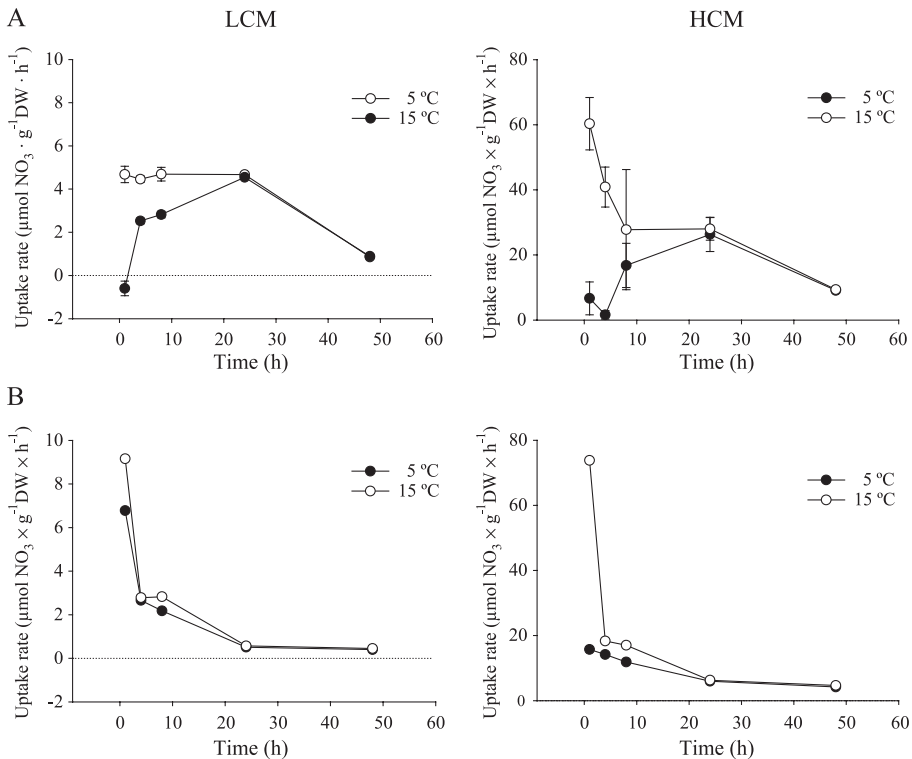 A LCM HCM
Uptake rate (μmol NO3 · g-1DW · h-1)
10
8
6
4
2
0
-2
5 ºC
15 ºC
0 10 20 30 40 50 60
Time (h)
Uptake rate (μmol NO3 × g-1DW × h-1)
80
60
40
20
0
5 ºC
15 ºC
0 10 20 30 40 50 60
Time (h)
B
Uptake rate (μmol NO3 × g-1DW × h-1)
10
8
6
4
2
0
-2
5 ºC
15 ºC
0 10 20 30 40 50 60
Time (h)
Uptake rate (μmol NO3 × g-1DW × h-1)
80
60
40
20
0
5 ºC
15 ºC
0 10 20 30 40 50 60
Time (h)